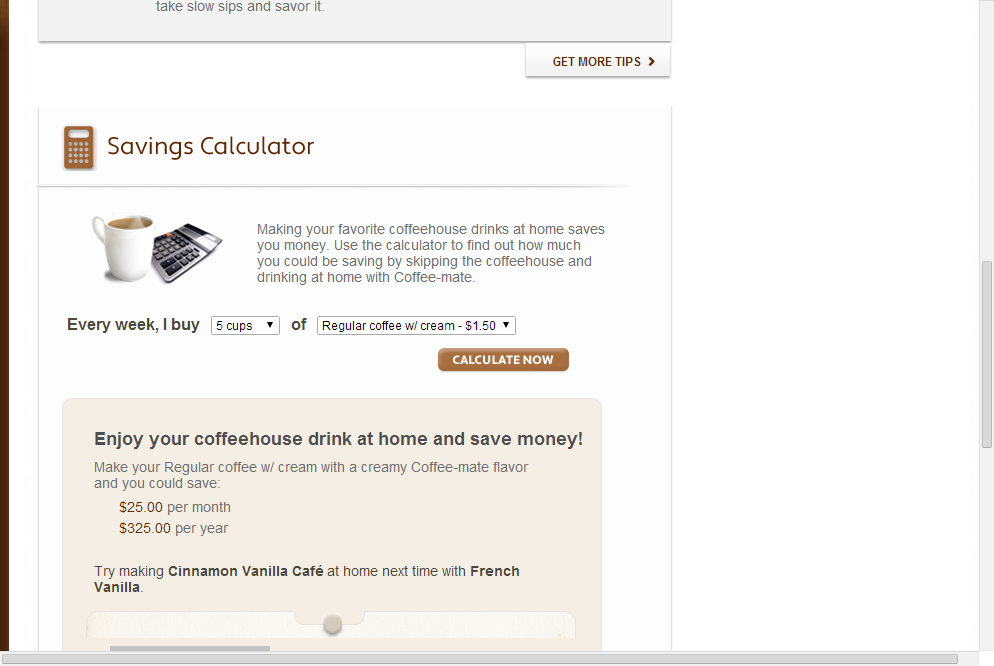 take slow sips and savor it.
GET MORE TIPS
Savings Calculator
Making your favorite coffeehouse drinks at home saves
you money. Use the calculator to find out how much
you could be saving by skipping the coffeehouse and
drinking at home with Coffee-mate.
Every week, I buy 5 cups of Regular coffee w/ cream - $1.50
CALCULATE NOW
Enjoy your coffeehouse drink at home and save money!
Make your Regular coffee w/ cream with a creamy Coffee-mate flavor
and you could save:
$25.00 per month
$325.00 per year
Try making Cinnamon Vanilla Café at home next time with French
Vanilla.